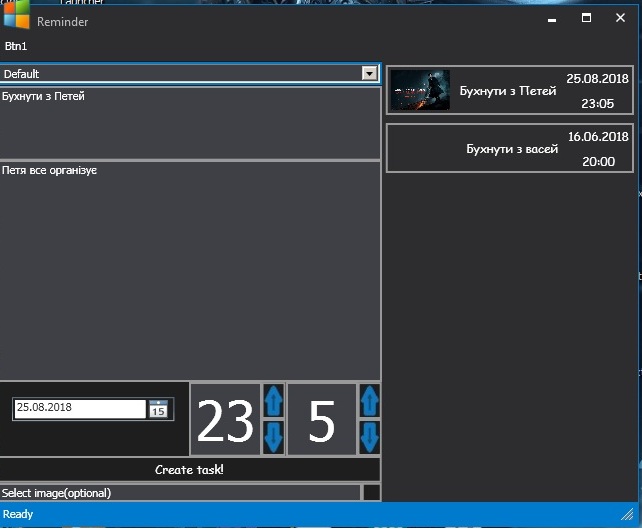 Launcher
Reminder
Btn1
Default
Бухнути з Петей
Петя все організує
25.08.2018
15
23
5
Create task!
Select image(optional)
Бухнути з Петей
25.08.2018
23:05
Бухнути з васей
16.06.2018
20:00
Ready